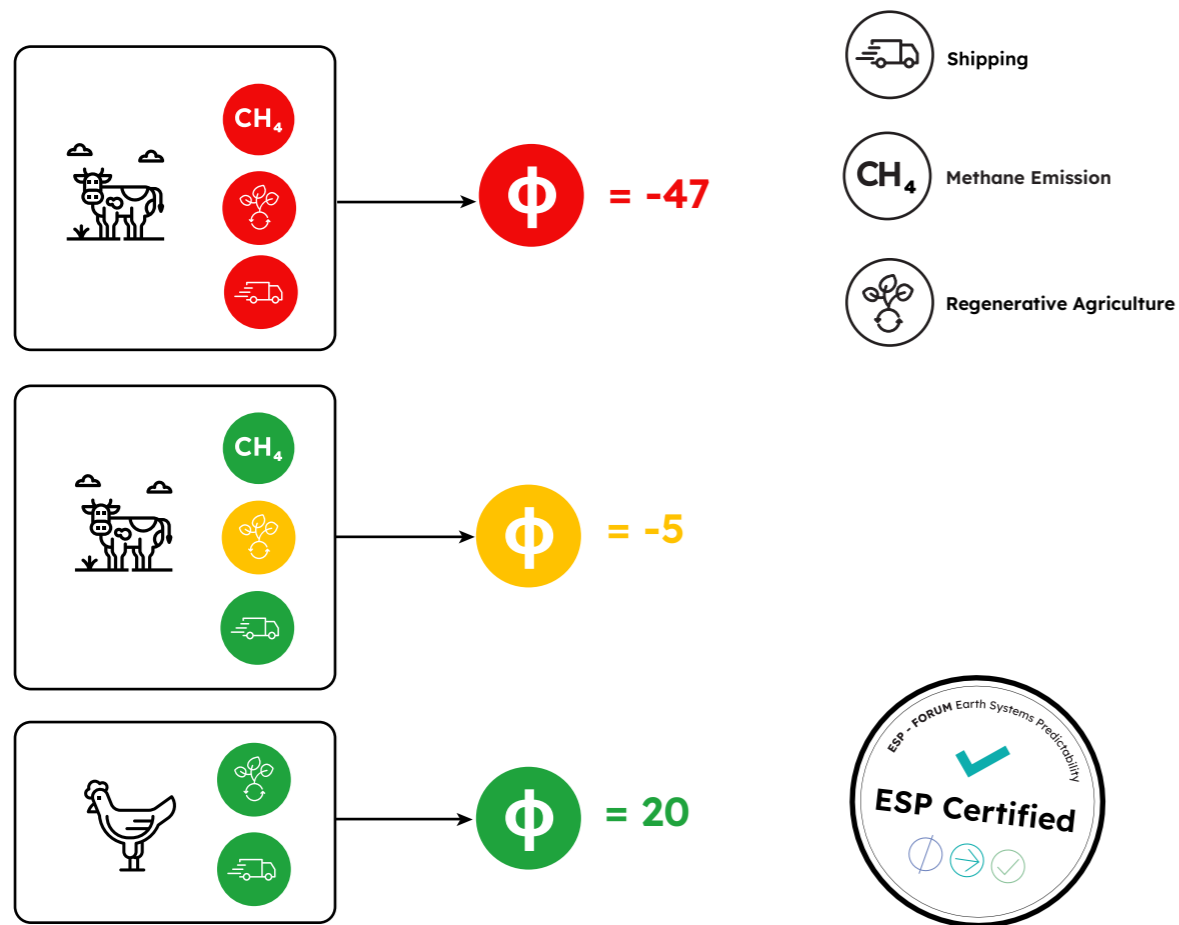 CH₄
ϕ = -47
CH₄
ϕ = -5
ϕ = 20
Shipping
CH₄ Methane Emission
Regenerative Agriculture
ESP - FORUM Earth Systems Predictability
ESP Certified